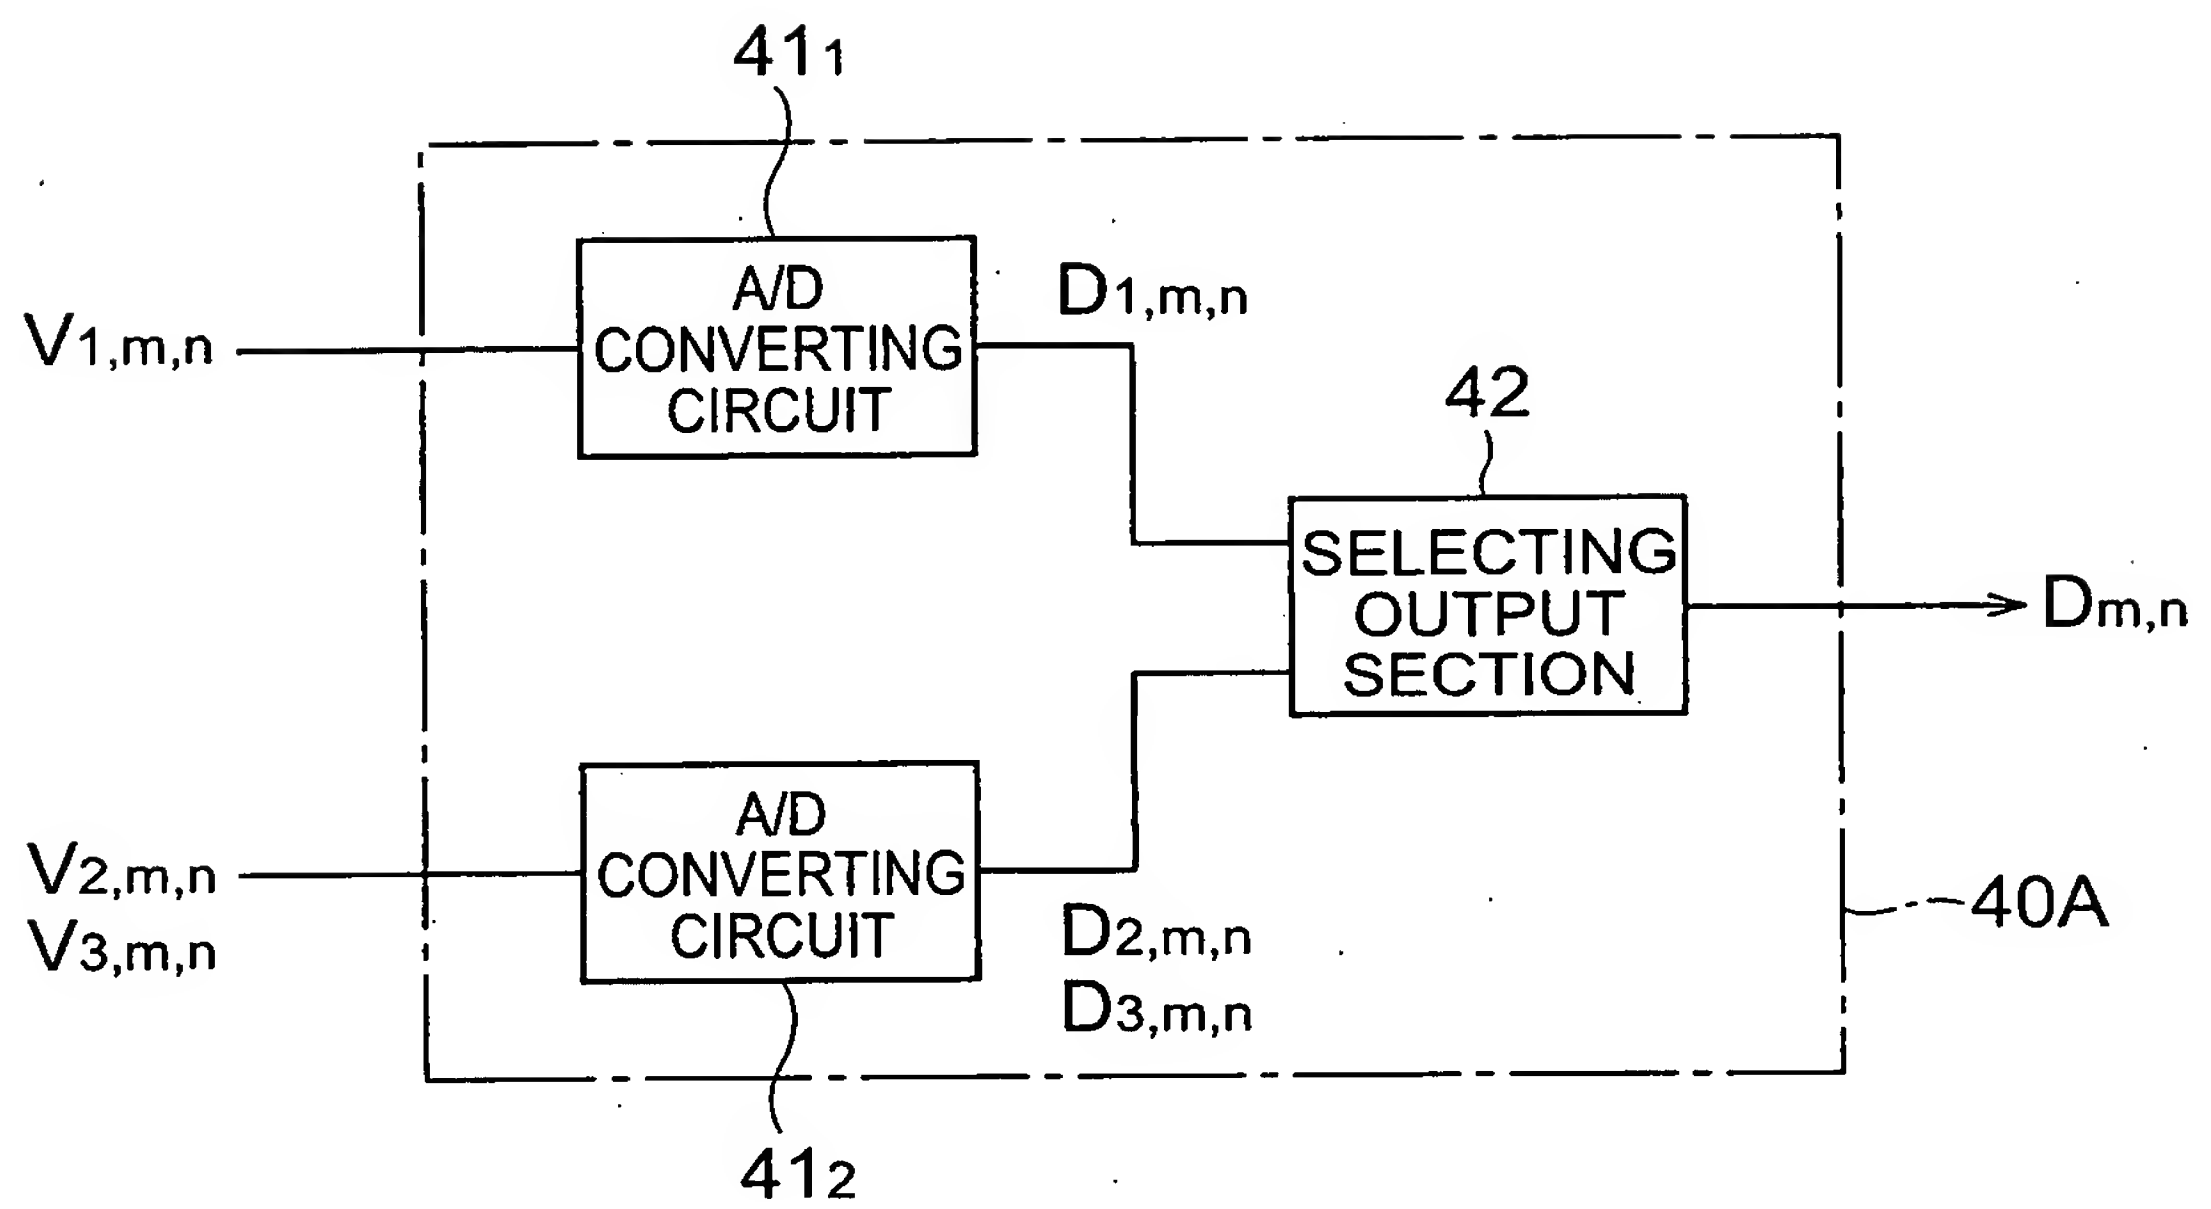 41₁
A/D
CONVERTING
CIRCUIT
V1,m,n
D1,m,n
42
SELECTING
OUTPUT
SECTION
Dm,n
A/D
CONVERTING
CIRCUIT
V2,m,n
V3,m,n
D2,m,n
D3,m,n
40A
41₂